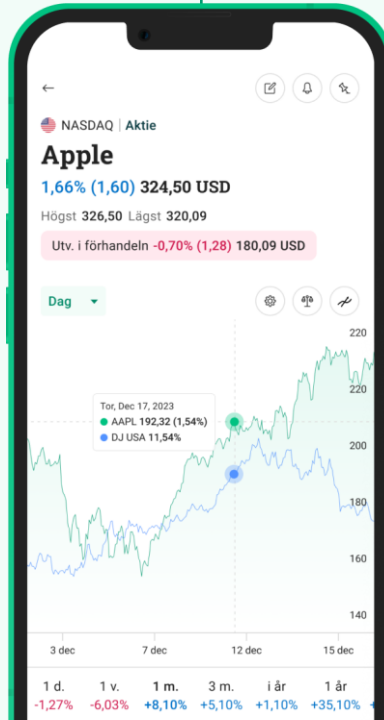 NASDAQ | Aktie
Apple
1,66% (1,60) 324,50 USD
Högst 326,50 Lägst 320,09
Utv. i förhandeln -0,70% (1,28) 180,09 USD
Dag
220
220
Tor, Dec 17, 2023
AAPL 192,32 (1,54%)
DJ USA 11,54%
200
180
160
140
3 dec 7 dec 12 dec 15 dec
1 d. 1 v. 1 m. 3 m. i år 1 år
-1,27% -6,03% +8,10% +5,10% +1,10% +35,10%